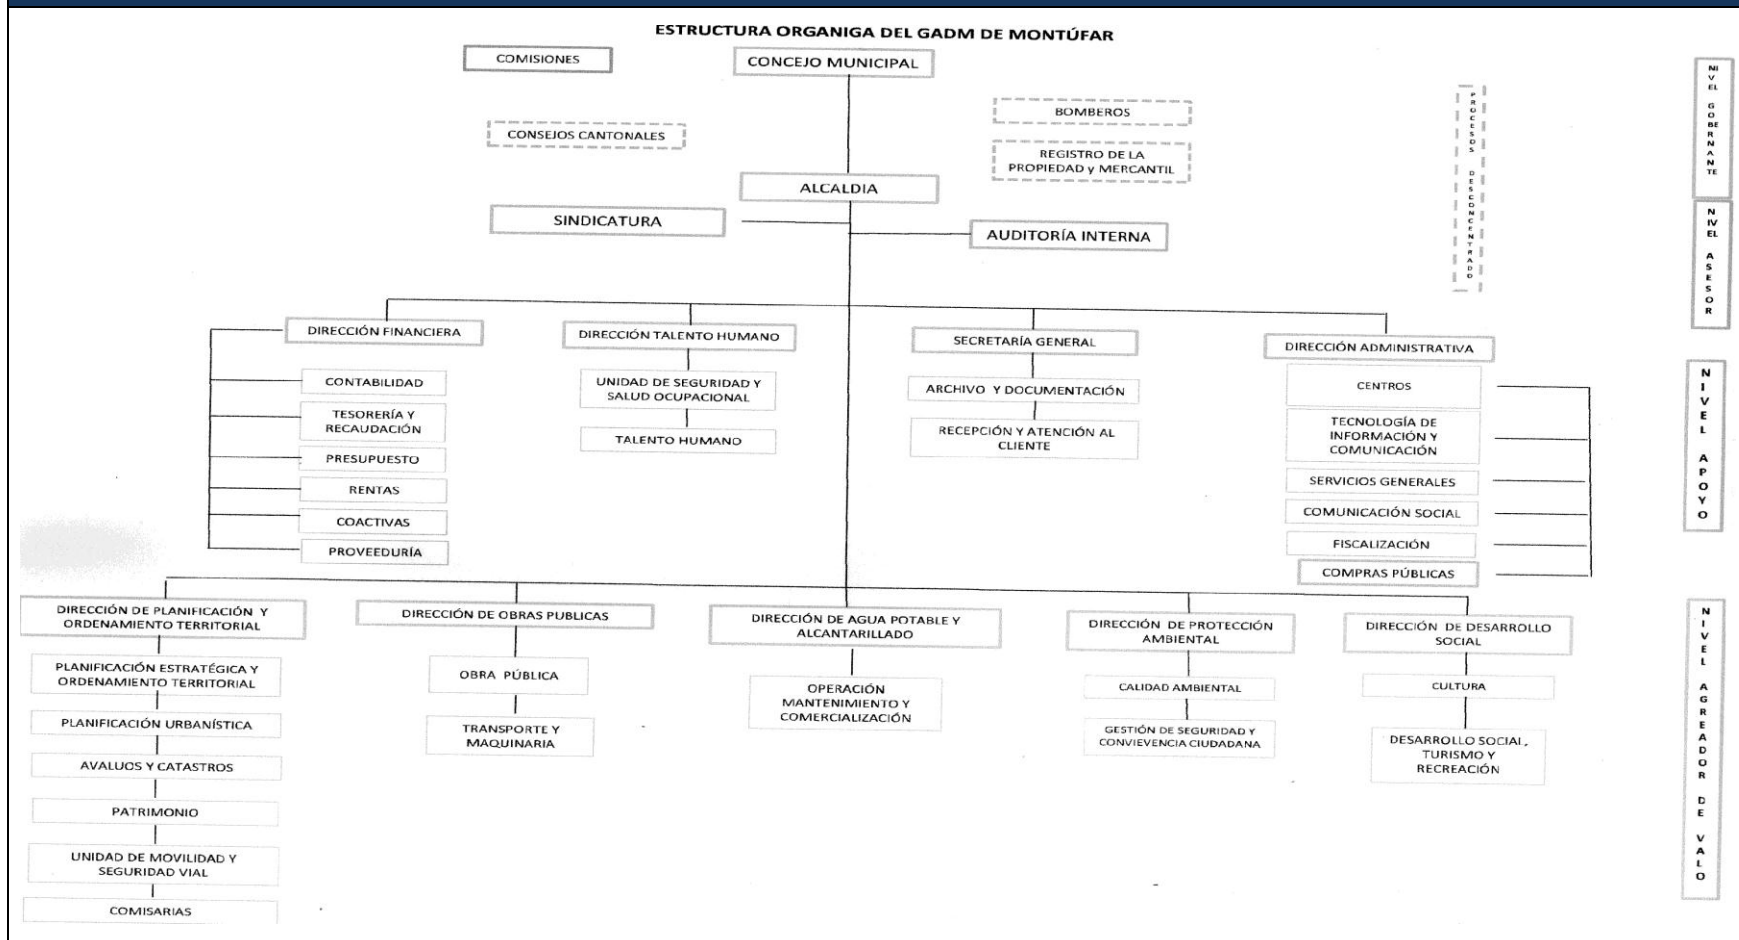 ESTRUCTURA ORGANIGA DEL GADM DE MONTÚFAR
COMISIONES
CONCEJO MUNICIPAL
CONSEJOS CANTONALES
BOMBEROS
REGISTRO DE LA
PROPIEDAD y MERCANTIL
PROCESOS DESCONCENTRADO
NIVEL GOBERNANTE
ALCALDIA
SINDICATURA
AUDITORÍA INTERNA
NIVEL ASESOR
DIRECCIÓN FINANCIERA
CONTABILIDAD
TESORERÍA Y
RECAUDACIÓN
PRESUPUESTO
RENTAS
COACTIVAS
PROVEEDURÍA
DIRECCIÓN TALENTO HUMANO
UNIDAD DE SEGURIDAD Y
SALUD OCUPACIONAL
TALENTO HUMANO
SECRETARÍA GENERAL
ARCHIVO Y DOCUMENTACIÓN
RECEPCIÓN Y ATENCIÓN AL
CLIENTE
DIRECCIÓN ADMINISTRATIVA
CENTROS
TECNOLOGÍA DE
INFORMACIÓN Y
COMUNICACIÓN
SERVICIOS GENERALES
COMUNICACIÓN SOCIAL
FISCALIZACIÓN
COMPRAS PÚBLICAS
NIVEL APOYO
DIRECCIÓN DE PLANIFICACIÓN Y
ORDENAMIENTO TERRITORIAL
PLANIFICACIÓN ESTRATÉGICA Y
ORDENAMIENTO TERRITORIAL
PLANIFICACIÓN URBANÍSTICA
AVALUOS Y CATASTROS
PATRIMONIO
UNIDAD DE MOVILIDAD Y
SEGURIDAD VIAL
COMISARIAS
DIRECCIÓN DE OBRAS PUBLICAS
OBRA PÚBLICA
TRANSPORTE Y
MAQUINARIA
DIRECCIÓN DE AGUA POTABLE Y
ALCANTARILLADO
OPERACIÓN
MANTENIMIENTO Y
COMERCIALIZACIÓN
DIRECCIÓN DE PROTECCIÓN
AMBIENTAL
CALIDAD AMBIENTAL
GESTIÓN DE SEGURIDAD Y
CONVIEVENCIA CIUDADANA
DIRECCIÓN DE DESARROLLO
SOCIAL
CULTURA
DESARROLLO SOCIAL,
TURISMO Y
RECREACIÓN
NIVEL AGREADOR DE VALO